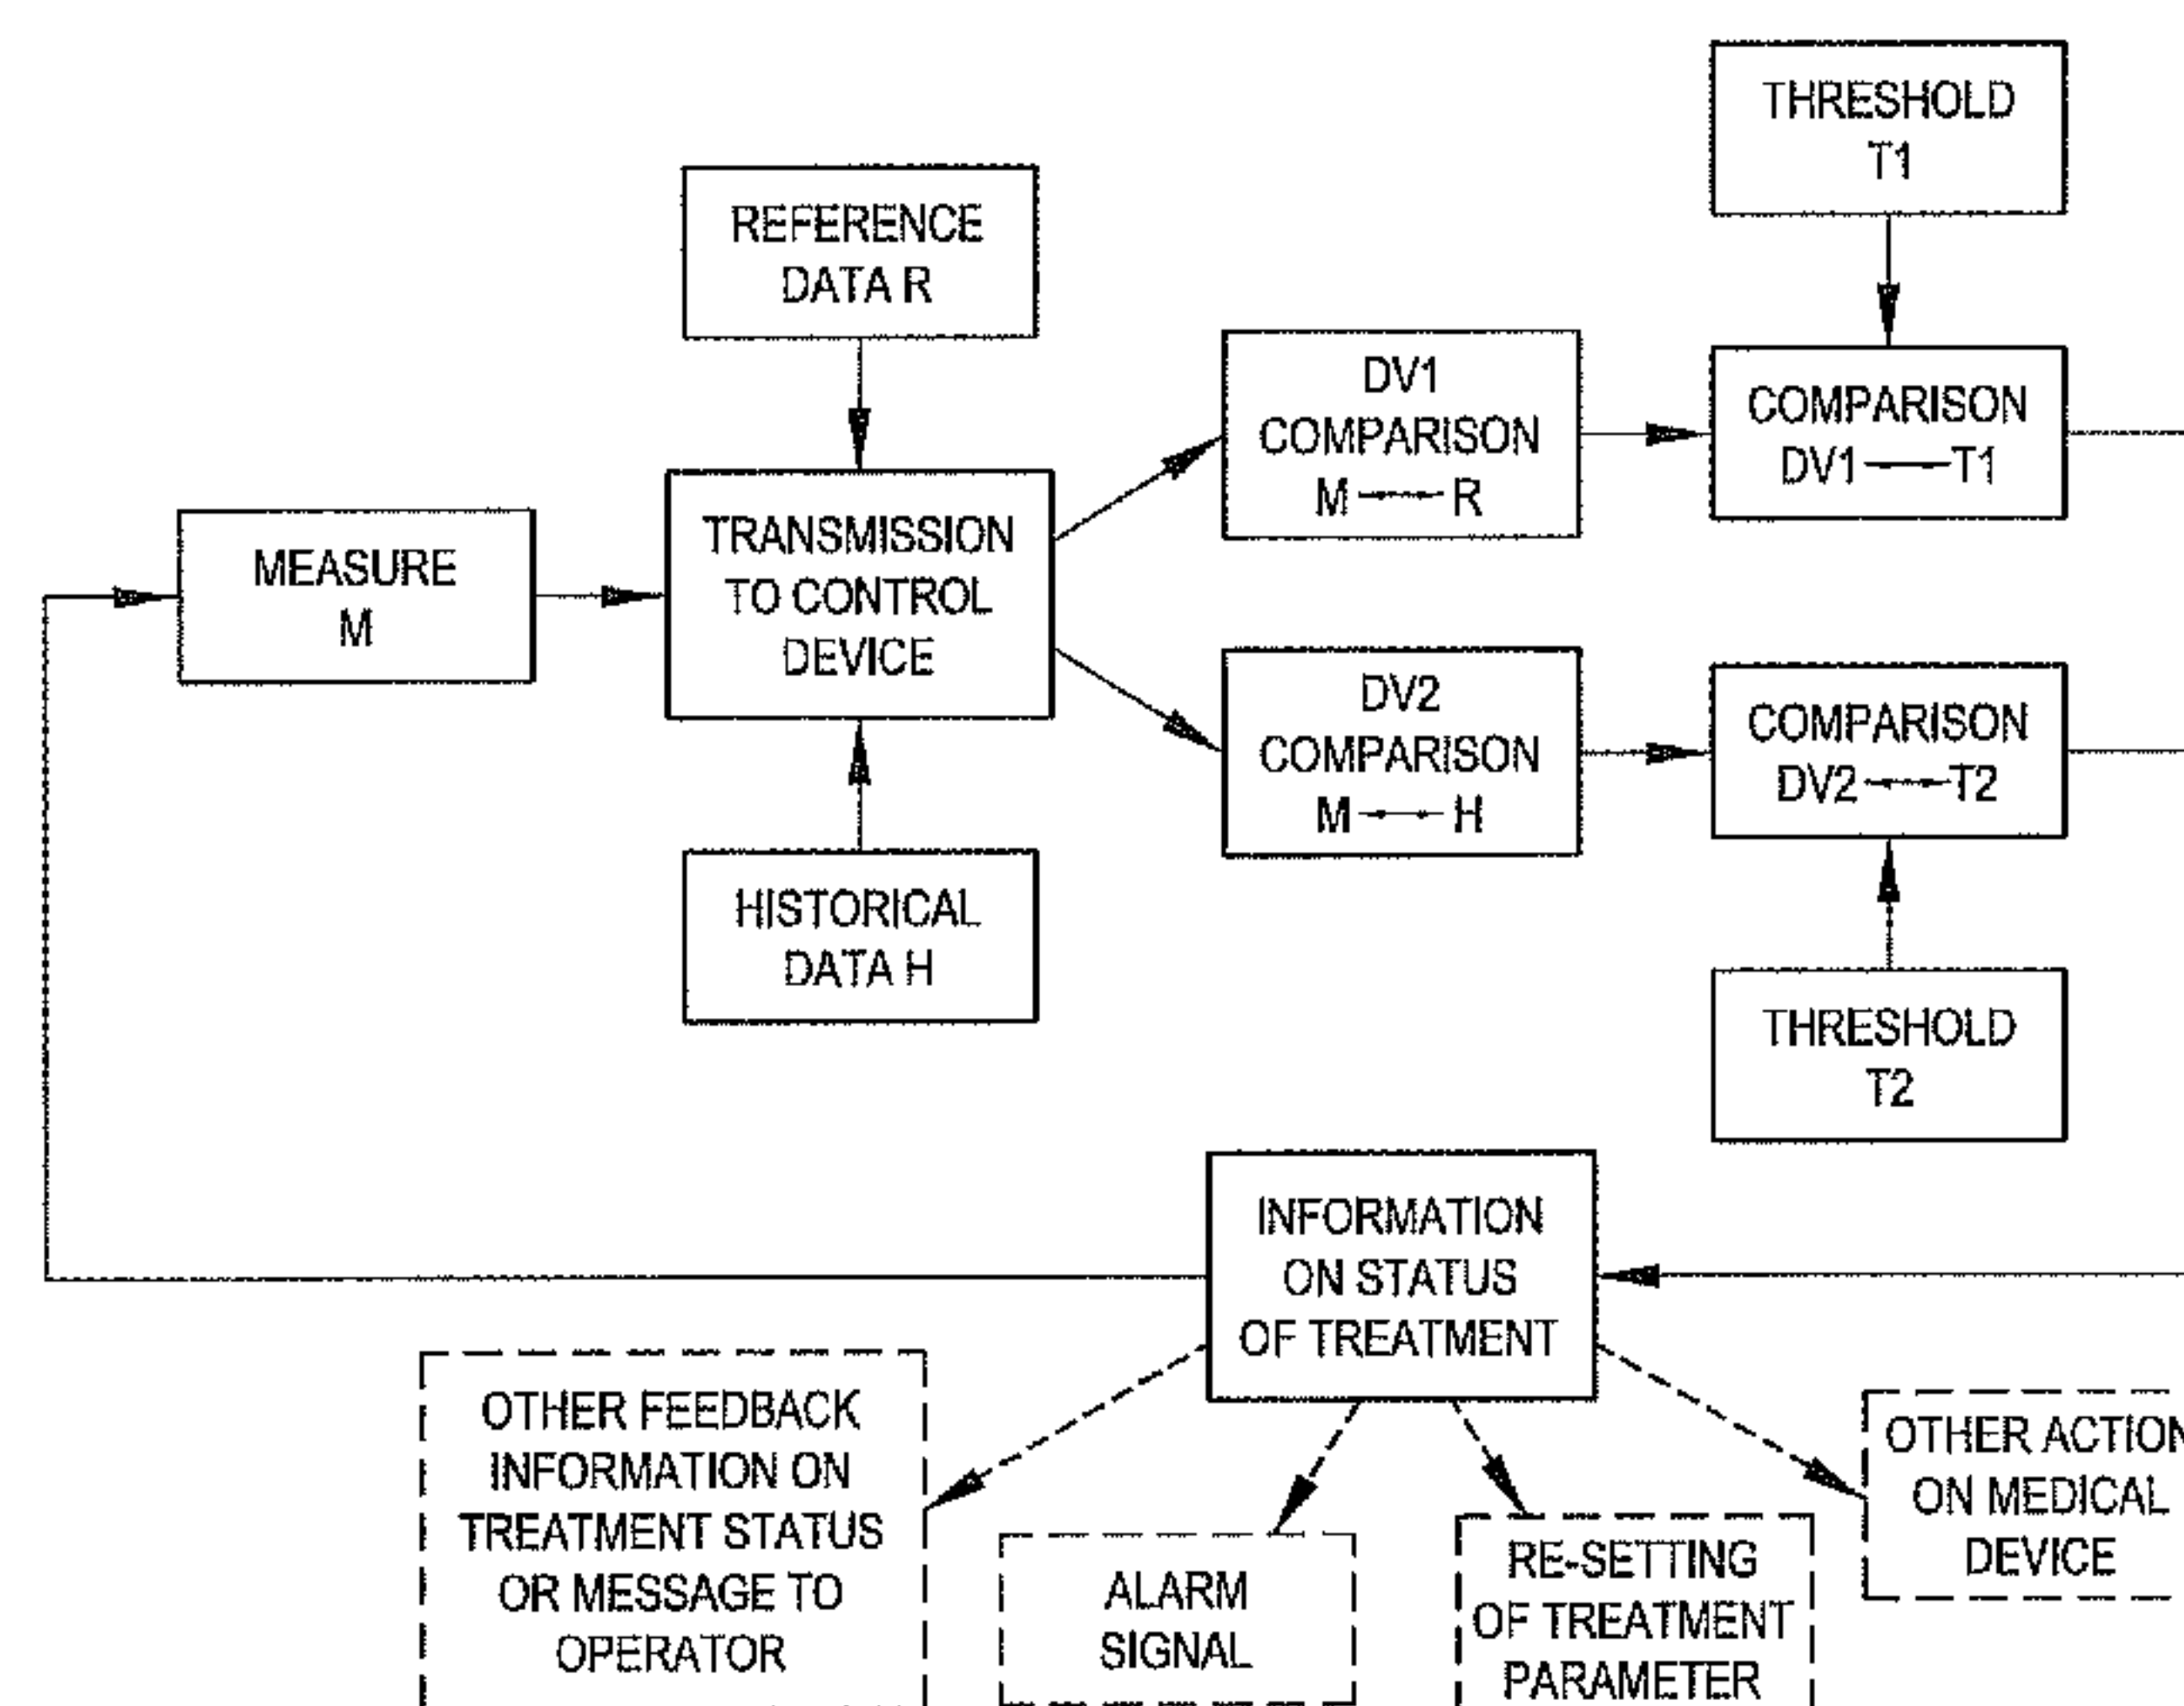 THRESHOLD
T1
REFERENCE
DATA R
DV1
COMPARISON
M R
COMPARISON
DV1 T1
MEASURE
M
TRANSMISSION
TO CONTROL
DEVICE
DV2
COMPARISON
M H
COMPARISON
DV2 T2
HISTORICAL
DATA H
THRESHOLD
T2
INFORMATION
ON STATUS
OF TREATMENT
OTHER FEEDBACK
INFORMATION ON
TREATMENT STATUS
OR MESSAGE TO
OPERATOR
ALARM
SIGNAL
RE-SETTING
OF TREATMENT
PARAMETER
OTHER ACTION
ON MEDICAL
DEVICE